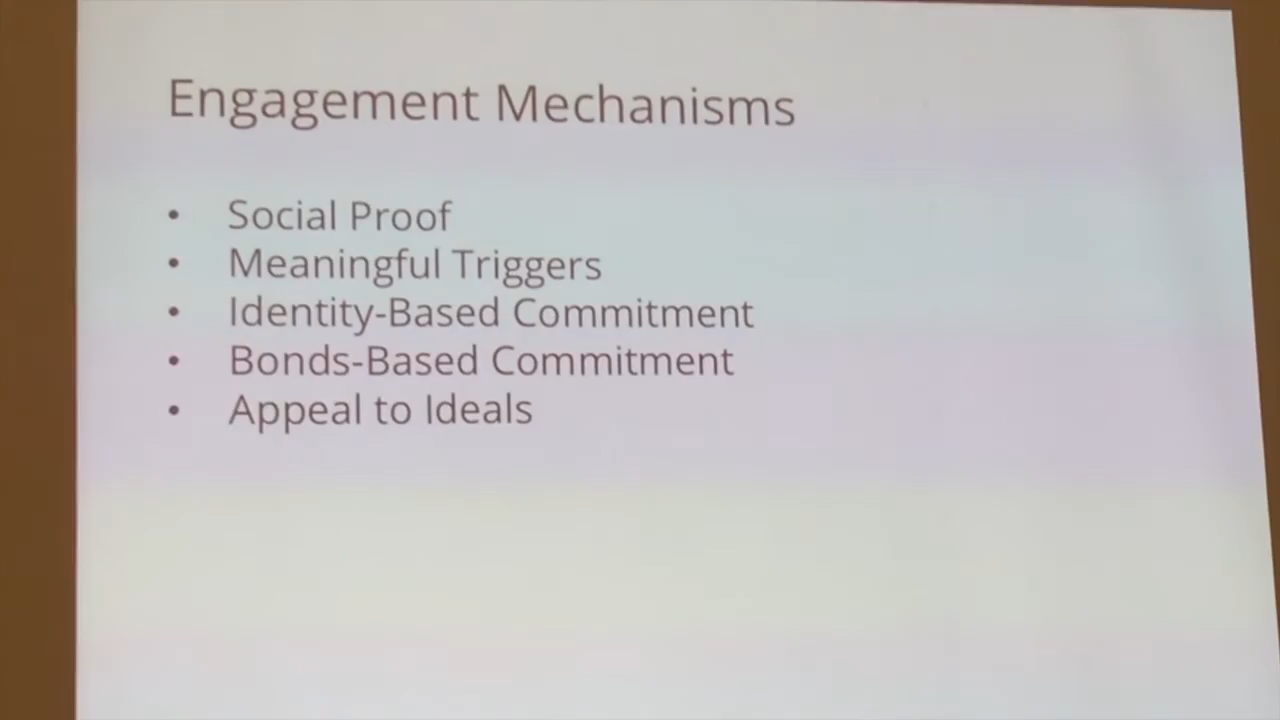 Engagement Mechanisms
• Social Proof
• Meaningful Triggers
• Identity-Based Commitment
• Bonds-Based Commitment
• Appeal to Ideals